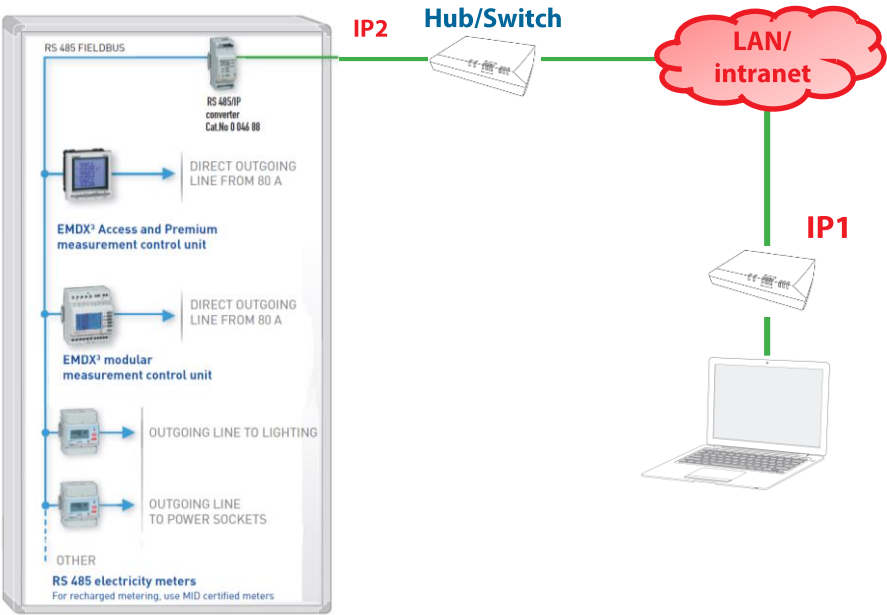 RS 485 FIELDBUS
RS 485/IP
converter
Cat.No 0 046 88
DIRECT OUTGOING
LINE FROM 80 A
EMDX³ Access and Premium
measurement control unit
DIRECT OUTGOING
LINE FROM 80 A
EMDX³ modular
measurement control unit
OUTGOING LINE TO LIGHTING
OUTGOING LINE
TO POWER SOCKETS
OTHER
RS 485 electricity meters
For recharged metering, use MID certified meters
IP2
Hub/Switch
LAN/
intranet
IP1